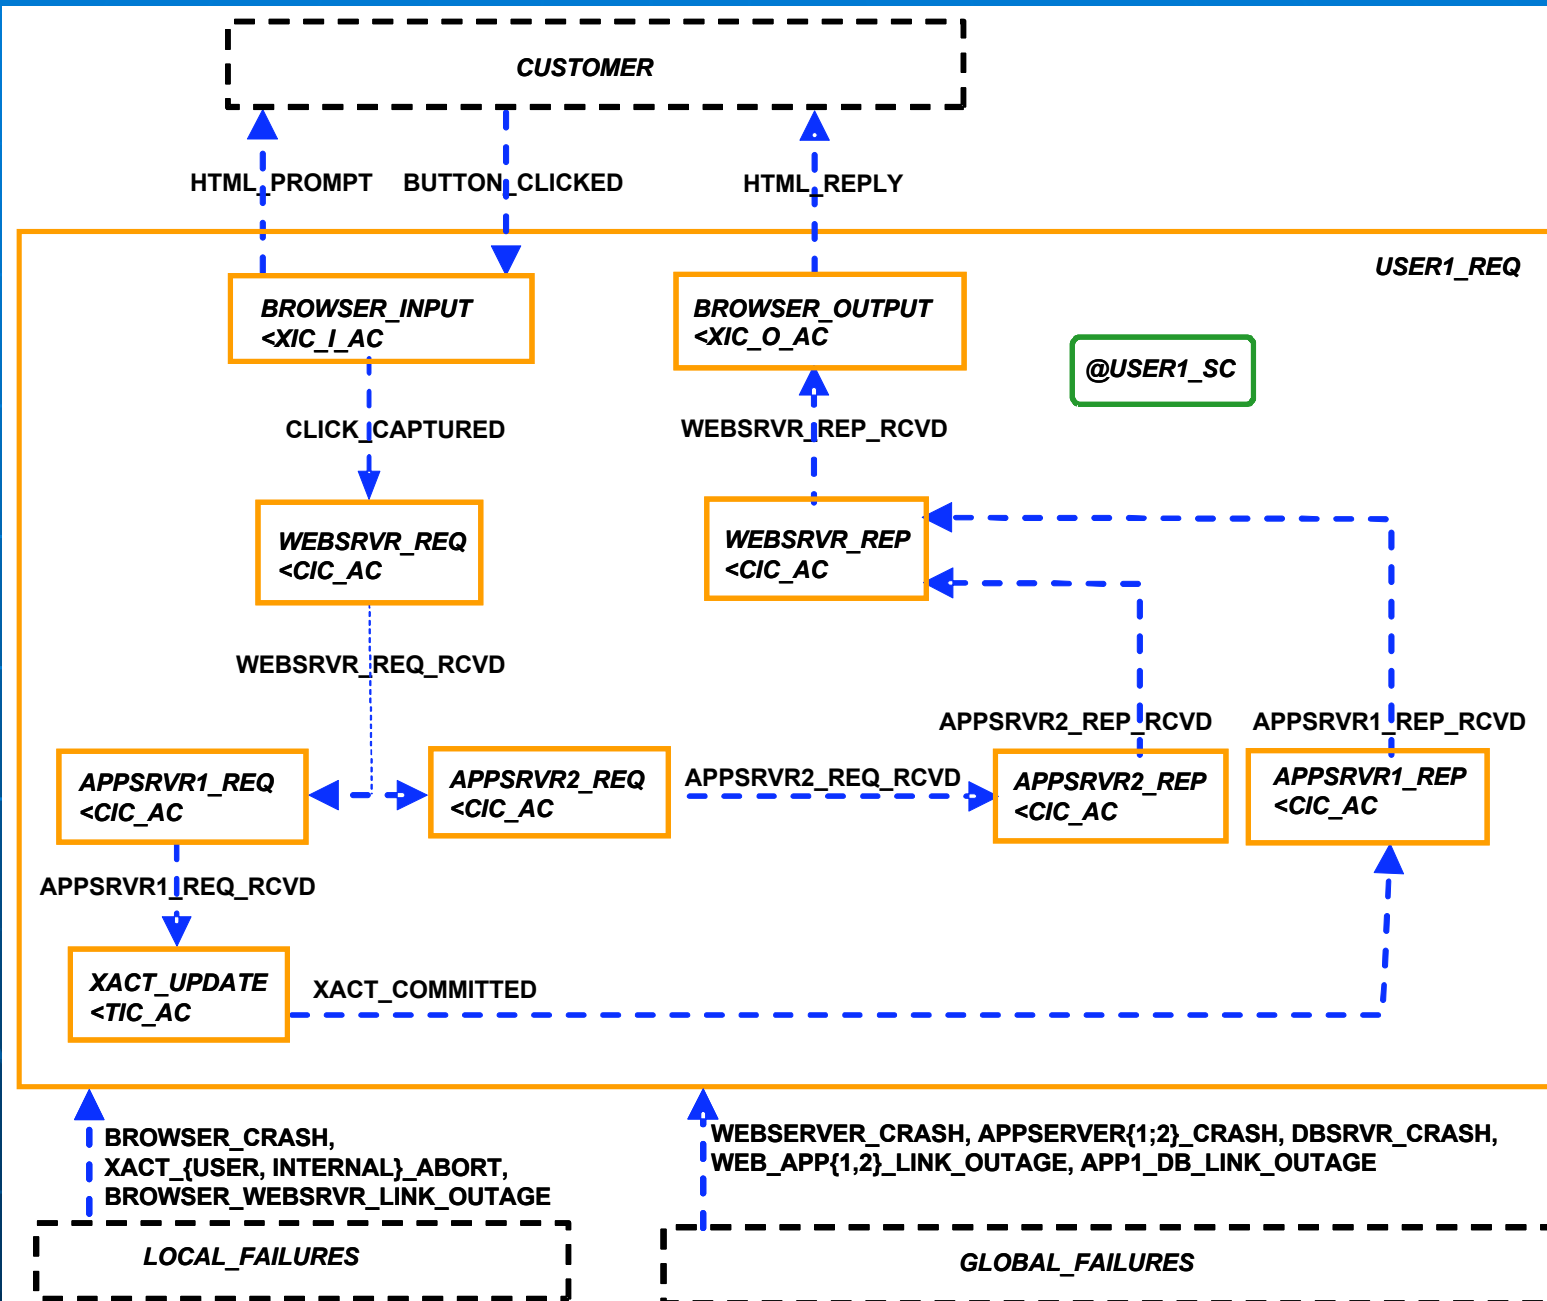 CUSTOMER
HTML_PROMPT
BUTTON_CLICKED
HTML_REPLY
USER1_REQ
BROWSER_INPUT
<XIC_I_AC
BROWSER_OUTPUT
<XIC_O_AC
@USER1_SC
CLICK_CAPTURED
WEBSRVR_REP_RCVD
WEBSRVR_REQ
<CIC_AC
WEBSRVR_REP
<CIC_AC
WEBSRVR_REQ_RCVD
APPSRVR2_REP_RCVD
APPSRVR1_REP_RCVD
APPSRVR1_REQ
<CIC_AC
APPSRVR2_REQ
<CIC_AC
APPSRVR2_REQ_RCVD
APPSRVR2_REP
<CIC_AC
APPSRVR1_REP
<CIC_AC
APPSRVR1_REQ_RCVD
XACT_UPDATE
<TIC_AC
XACT_COMMITTED
BROWSER_CRASH,
XACT_{USER, INTERNAL}_ABORT,
BROWSER_WEBSRVR_LINK_OUTAGE
WEBSERVER_CRASH, APPSERVER{1;2}_CRASH, DBSRVR_CRASH,
WEB_APP{1,2}_LINK_OUTAGE, APP1_DB_LINK_OUTAGE
LOCAL_FAILURES
GLOBAL_FAILURES